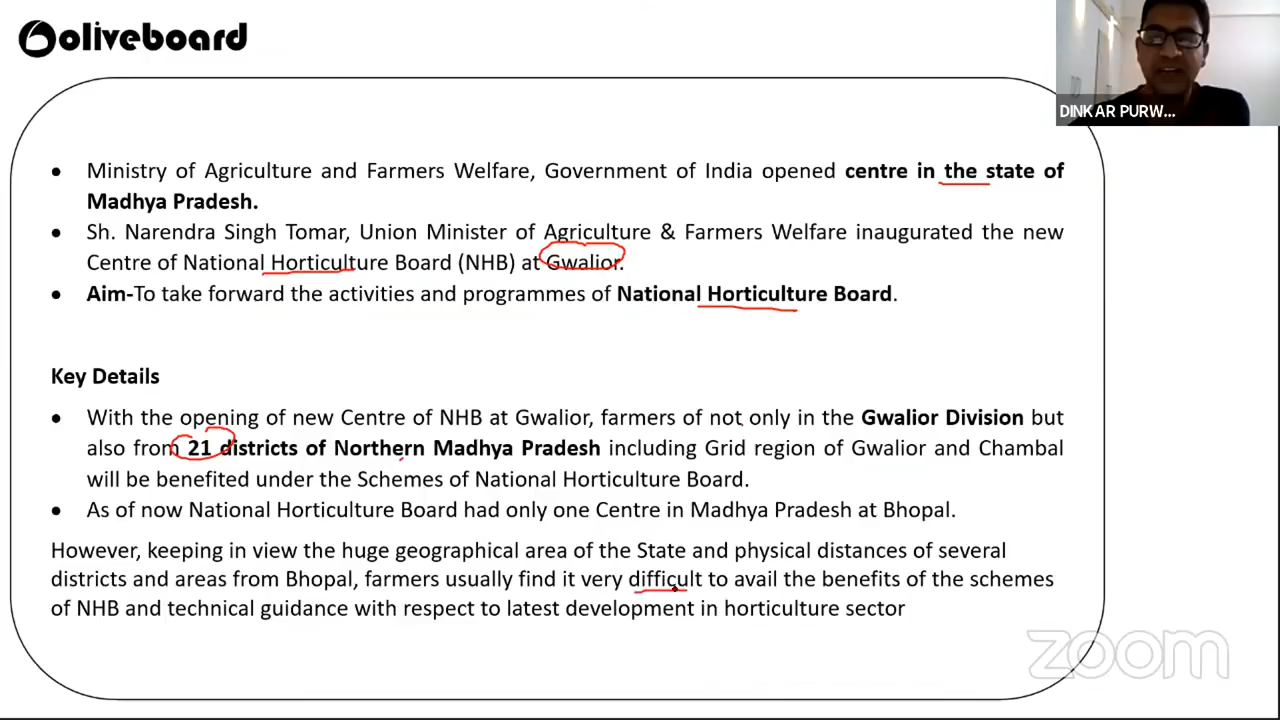 oliveboard
DINKAR PURW...
• Ministry of Agriculture and Farmers Welfare, Government of India opened centre in the state of
Madhya Pradesh.
• Sh. Narendra Singh Tomar, Union Minister of Agriculture & Farmers Welfare inaugurated the new
Centre of National Horticulture Board (NHB) at Gwalior.
• Aim-To take forward the activities and programmes of National Horticulture Board.
Key Details
• With the opening of new Centre of NHB at Gwalior, farmers of not only in the Gwalior Division but
also from 21 districts of Northern Madhya Pradesh including Grid region of Gwalior and Chambal
will be benefited under the Schemes of National Horticulture Board.
• As of now National Horticulture Board had only one Centre in Madhya Pradesh at Bhopal.
However, keeping in view the huge geographical area of the State and physical distances of several
districts and areas from Bhopal, farmers usually find it very difficult to avail the benefits of the schemes
of NHB and technical guidance with respect to latest development in horticulture sector
zoom